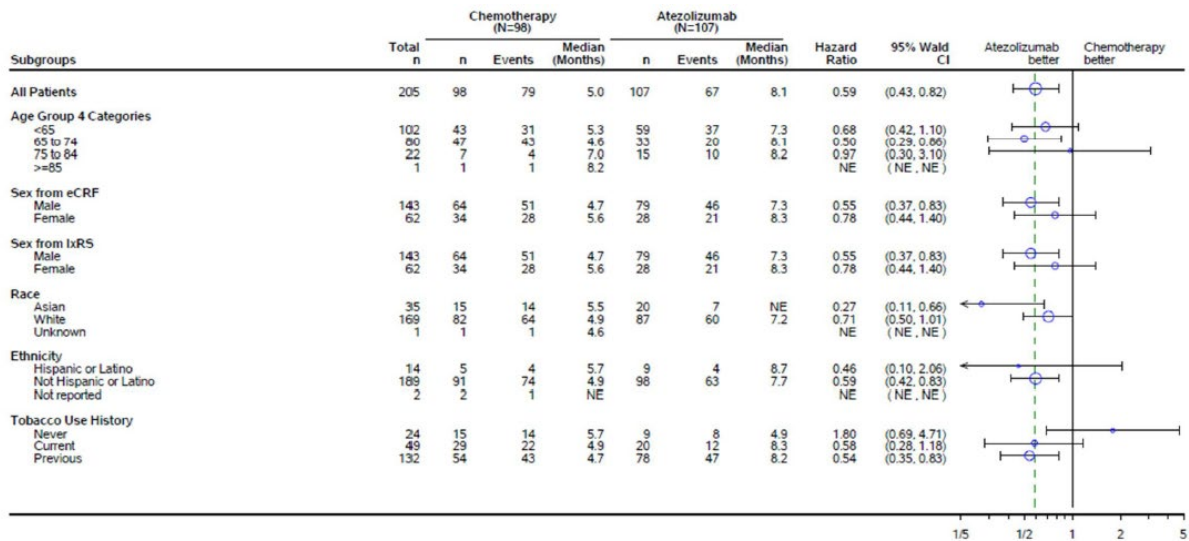 Chemotherapy Atezolizumab
(N=98) (N=107)
Total Median Median Hazard 95% Wald Atezolizumab Chemotherapy
Subgroups n n Events (Months) n Events (Months) Ratio CI better better
All Patients 205 98 79 5.0 107 67 8.1 0.59 (0.43, 0.82)
Age Group 4 Categories
<65 102 43 31 5.3 59 37 7.3 0.68 (0.42, 1.10)
65 to 74 80 47 43 4.6 33 20 8.1 0.50 (0.29, 0.86)
75 to 84 22 7 4 7.0 15 10 8.2 0.97 (0.30, 3.10)
>=85 1 1 1 8.2 NE (NE, NE)
Sex from eCRF
Male 143 64 51 4.7 79 46 7.3 0.55 (0.37, 0.83)
Female 62 34 28 5.6 28 21 8.3 0.78 (0.44, 1.40)
Sex from IxRS
Male 143 64 51 4.7 79 46 7.3 0.55 (0.37, 0.83)
Female 62 34 28 5.6 28 21 8.3 0.78 (0.44, 1.40)
Race
Asian 35 15 14 5.5 20 7 NE 0.27 (0.11, 0.66)
White 169 82 64 4.9 87 60 7.2 0.71 (0.50, 1.01)
Unknown 1 1 1 4.6 NE (NE, NE)
Ethnicity
Hispanic or Latino 14 5 4 5.7 9 4 8.7 0.46 (0.10, 2.06)
Not Hispanic or Latino 189 91 74 4.9 98 63 7.7 0.59 (0.42, 0.83)
Not reported 2 2 1 NE NE (NE, NE)
Tobacco Use History
Never 24 15 14 5.7 9 8 4.9 1.80 (0.69, 4.71)
Current 49 29 22 4.9 20 12 8.3 0.58 (0.28, 1.18)
Previous 132 54 43 4.7 78 47 8.2 0.54 (0.35, 0.83)
1/5 1/2 1 2 5